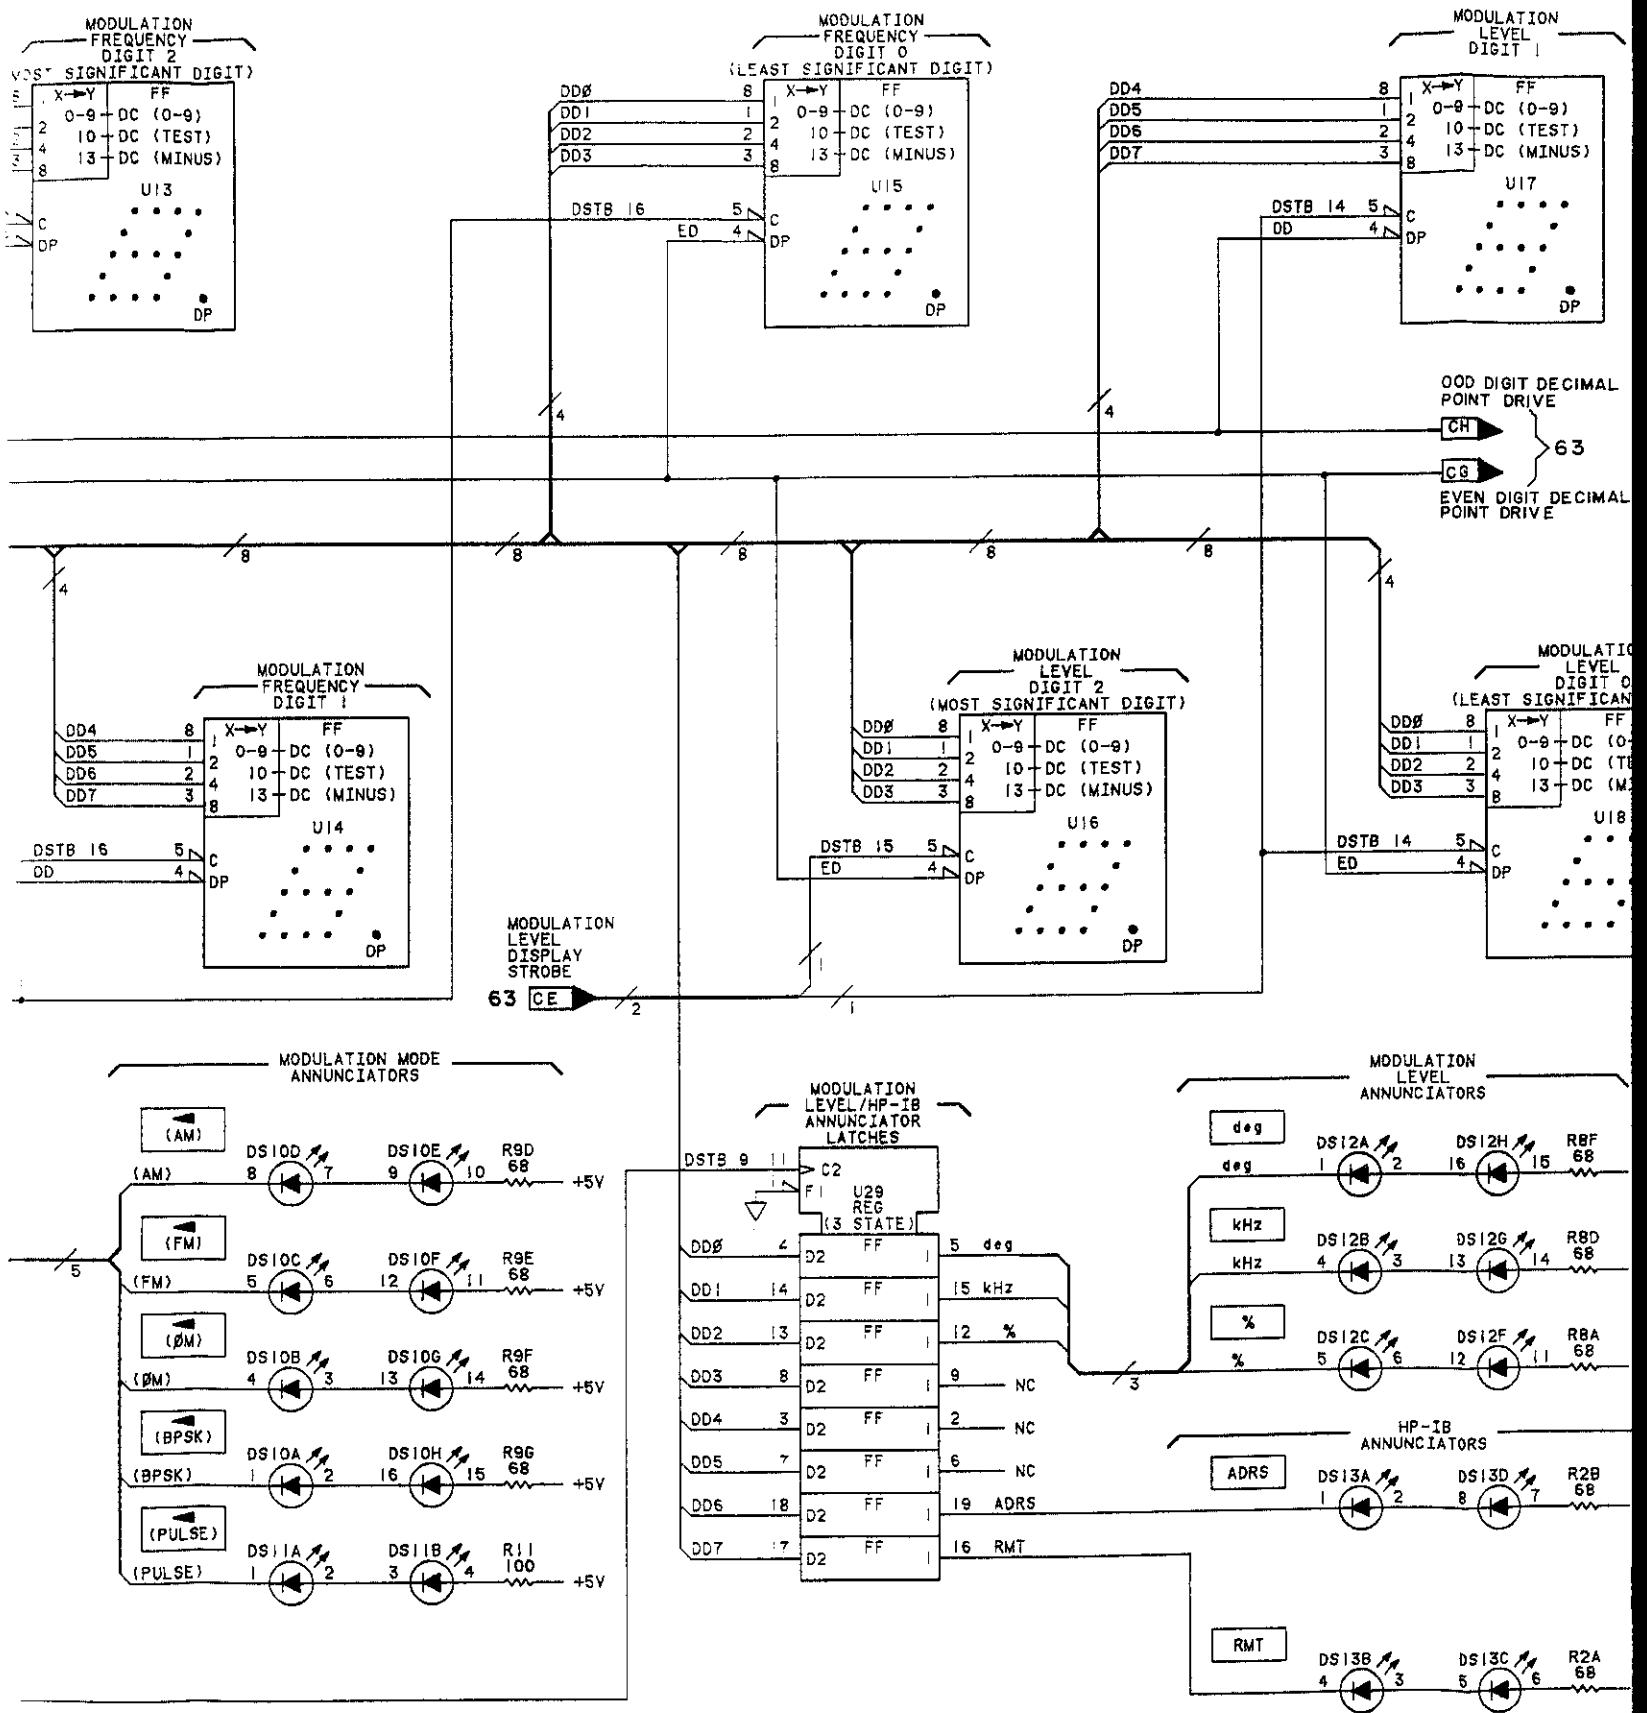 MODULATION
FREQUENCY
DIGIT 2
SIGNIFICANT DIGIT)
X→Y FF
0-9 DC (0-9)
2
10 DC (TEST)
4
13 DC (MINUS)
8
U13
C
DP
DP
MODULATION
FREQUENCY
DIGIT 0
(LEAST SIGNIFICANT DIGIT)
DDØ 8 1 X→Y FF
DD1 1 2 0-9 DC (0-9)
DD2 2 4 10 DC (TEST)
DD3 3 8 13 DC (MINUS)
U15
DSTB 16 5 C
ED 4 DP
DP
MODULATION
LEVEL
DIGIT 1
DD4 8 1 X→Y FF
DD5 1 2 0-9 DC (0-9)
DD6 2 4 10 DC (TEST)
DD7 3 8 13 DC (MINUS)
U17
DSTB 14 5 C
DD 4 DP
DP
4
4
OOD DIGIT DECIMAL
POINT DRIVE
CH
63
CG
EVEN DIGIT DECIMAL
POINT DRIVE
8 8 8 8 8
4
4
MODULATION
FREQUENCY
DIGIT 1
DD4 8 1 X→Y FF
DD5 1 2 0-9 DC (0-9)
DD6 2 4 10 DC (TEST)
DD7 3 8 13 DC (MINUS)
U14
DSTB 16 5 C
DD 4 DP
DP
MODULATION
LEVEL
DIGIT 2
(MOST SIGNIFICANT DIGIT)
DDØ 8 1 X→Y FF
DD1 1 2 0-9 DC (0-9)
DD2 2 4 10 DC (TEST)
DD3 3 8 13 DC (MINUS)
U16
DSTB 15 5 C
ED 4 DP
DP
LEVEL
DIGIT 0
(LEAST
DDØ 8 1 X→Y FF
DD1 1 2 0-9 DC
DD2 2 4 10 DC
DD3 3 8 13 DC
U18
DSTB 14 5 C
ED 4 DP
MODULATION
LEVEL
DISPLAY
STROBE
63 CE
2
1
1
MODULATION MODE
ANNUNCIATORS
(AM)
(AM) 8 DS10D 7 9 DS10E 10 R9D 68 +5V
(FM)
(FM) 5 DS10C 6 12 DS10F 11 R9E 68 +5V
5
(ØM)
(ØM) 4 DS10B 3 13 DS10G 14 R9F 68 +5V
(BPSK)
(BPSK) 1 DS10A 2 16 DS10H 15 R9G 68 +5V
(PULSE)
(PULSE) 1 DS11A 2 3 DS11B 4 R11 100 +5V
MODULATION
LEVEL/HP-IB
ANNUNCIATOR
LATCHES
DSTB 9 11 C2
F1
U29
REG
(3 STATE)
DDØ 4 D2 FF 1 5 deg
DD1 14 D2 FF 1 15 kHz
DD2 13 D2 FF 1 12 %
DD3 8 D2 FF 1 9 NC
DD4 3 D2 FF 1 2 NC
DD5 7 D2 FF 1 6 NC
DD6 18 D2 FF 1 19 ADRS
DD7 17 D2 FF 1 16 RMT
3
MODULATION
LEVEL
ANNUNCIATORS
deg
deg 1 DS12A 2 16 DS12H 15 R8F 68
kHz
kHz 4 DS12B 3 13 DS12G 14 R8D 68
%
% 5 DS12C 6 12 DS12F 11 R8A 68
HP-IB
ANNUNCIATORS
ADRS
1 DS13A 2 8 DS13D 7 R2B 68
RMT
4 DS13B 3 5 DS13C 6 R2A 68